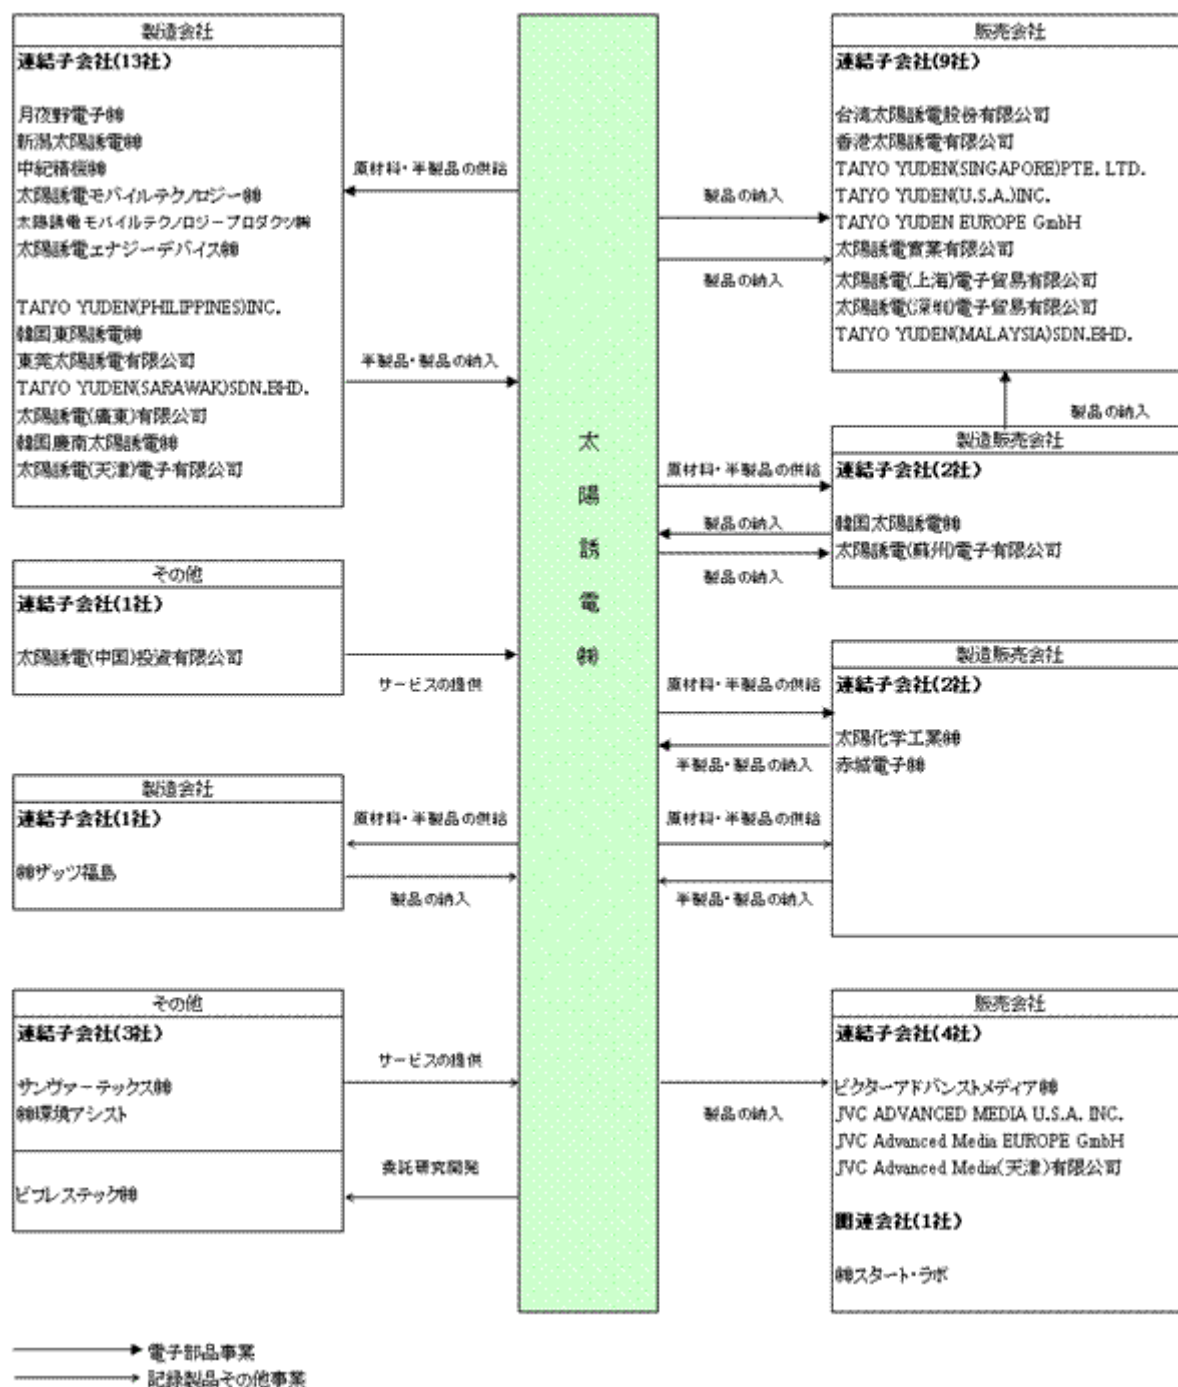 製造会社
連結子会社(13社)
月夜野電子㈱
新潟太陽誘電㈱
中紀精機㈱
太陽誘電モバイルテクノロジー㈱
太陽誘電モバイルテクノロジープロダクツ㈱
太陽誘電エナジーデバイス㈱
TAIYO YUDEN(PHILIPPINES)INC.
韓国東陽誘電㈱
東莞太陽誘電有限公司
TAIYO YUDEN(SARAWAK)SDN.BHD.
太陽誘電(廣東)有限公司
韓国慶南太陽誘電㈱
太陽誘電(天津)電子有限公司
原材料・半製品の供給
半製品・製品の納入
その他
連結子会社(1社)
太陽誘電(中国)投資有限公司
サービスの提供
製造会社
連結子会社(1社)
㈱ザッツ福島
原材料・半製品の供給
製品の納入
その他
連結子会社(3社)
サンヴァーテックス㈱
㈱環境アシスト
ビフレステック㈱
サービスの提供
委託研究開発
太陽誘電㈱
販売会社
連結子会社(9社)
台湾太陽誘電股份有限公司
香港太陽誘電有限公司
TAIYO YUDEN(SINGAPORE)PTE. LTD.
TAIYO YUDEN(U.S.A.)INC.
TAIYO YUDEN EUROPE GmbH
太陽誘電實業有限公司
太陽誘電(上海)電子貿易有限公司
太陽誘電(深圳)電子貿易有限公司
TAIYO YUDEN(MALAYSIA)SDN.BHD.
製品の納入
製品の納入
製品の納入
製造販売会社
連結子会社(2社)
韓国太陽誘電㈱
太陽誘電(蘇州)電子有限公司
原材料・半製品の供給
製品の納入
製品の納入
製造販売会社
連結子会社(2社)
太陽化学工業㈱
赤城電子㈱
原材料・半製品の供給
半製品・製品の納入
原材料・半製品の供給
半製品・製品の納入
販売会社
連結子会社(4社)
ビクターアドバンストメディア㈱
JVC ADVANCED MEDIA U.S.A. INC.
JVC Advanced Media EUROPE GmbH
JVC Advanced Media(天津)有限公司
関連会社(1社)
㈱スタート・ラボ
製品の納入
電子部品事業
記録製品その他事業